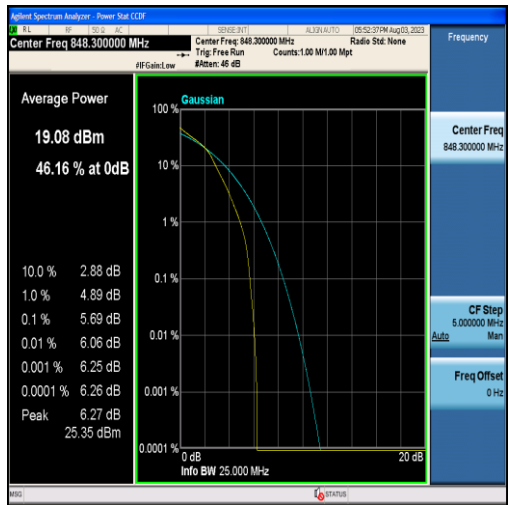 Agilent Spectrum Analyzer - Power Stat CCDF
RL RF 50 Ω AC SENSE:INT ALIGN AUTO 05:52:37 PM Aug 03, 2023
Center Freq 848.300000 MHz
Center Freq: 848.300000 MHz Radio Std: None
Trig: Free Run Counts:1.00 M/1.00 Mpt
#IFGain:Low #Atten: 46 dB
Frequency
Average Power
19.08 dBm
46.16 % at 0dB
10.0 % 2.88 dB
1.0 % 4.89 dB
0.1 % 5.69 dB
0.01 % 6.06 dB
0.001 % 6.25 dB
0.0001 % 6.26 dB
Peak 6.27 dB
25.35 dBm
Gaussian
100 %
10 %
1 %
0.1 %
0.01 %
0.001 %
0.0001 %
0 dB 20 dB
Info BW 25.000 MHz
Center Freq
848.300000 MHz
CF Step
5.000000 MHz
Auto Man
Freq Offset
0 Hz
MSG STATUS